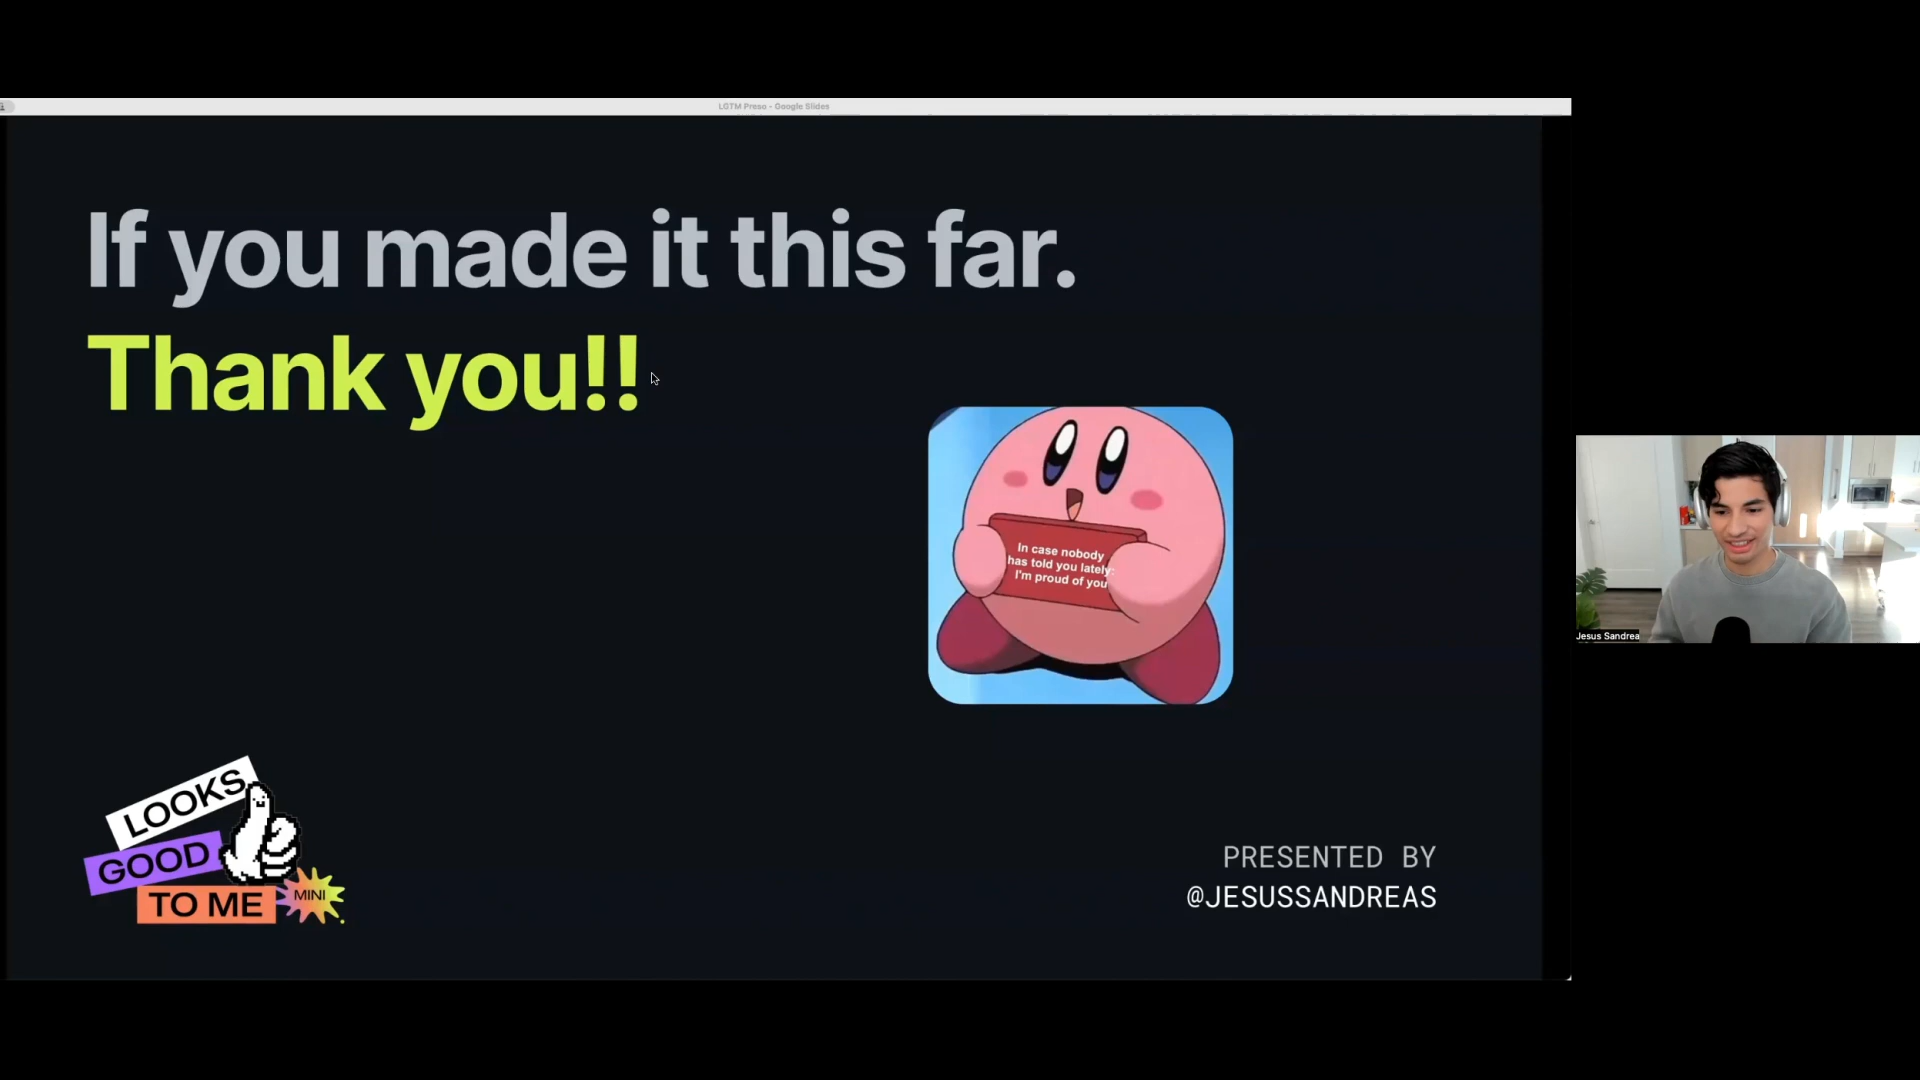 LGTM Preso - Google Slides
If you made it this far.
Thank you!!
In case nobody
has told you lately:
I'm proud of you
Jesus Sandrea
LOOKS
GOOD
TO ME
MINI
PRESENTED BY
@JESUSSANDREAS